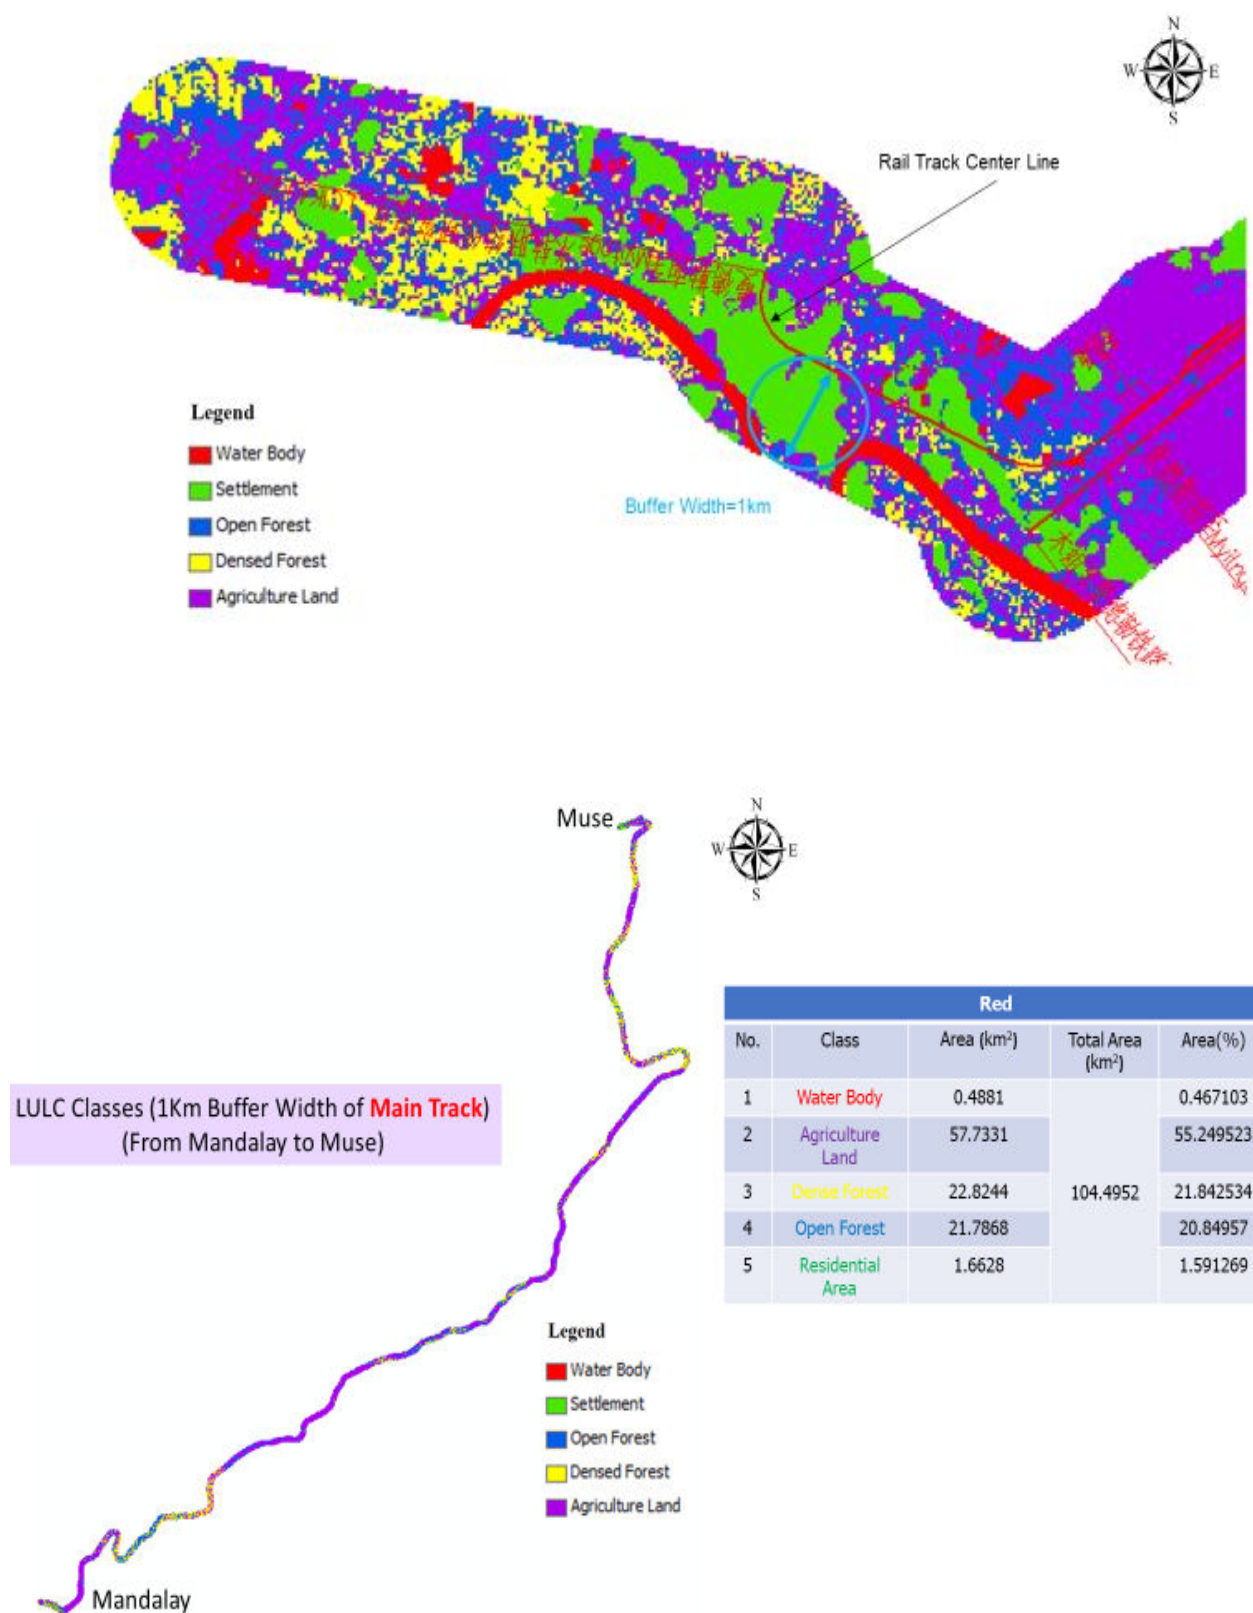 N
W E
S
Rail Track Center Line
Legend
Water Body
Settlement
Open Forest
Densed Forest
Agriculture Land
Buffer Width=1km
Muse
N
W E
S
LULC Classes (1Km Buffer Width of Main Track)
(From Mandalay to Muse)
Red
No. Class Area (km²) Total Area (km²) Area(%)
1 Water Body 0.4881 0.467103
2 Agriculture Land 57.7331 55.249523
3 Dense Forest 22.8244 104.4952 21.842534
4 Open Forest 21.7868 20.84957
5 Residential Area 1.6628 1.591269
Legend
Water Body
Settlement
Open Forest
Densed Forest
Agriculture Land
Mandalay